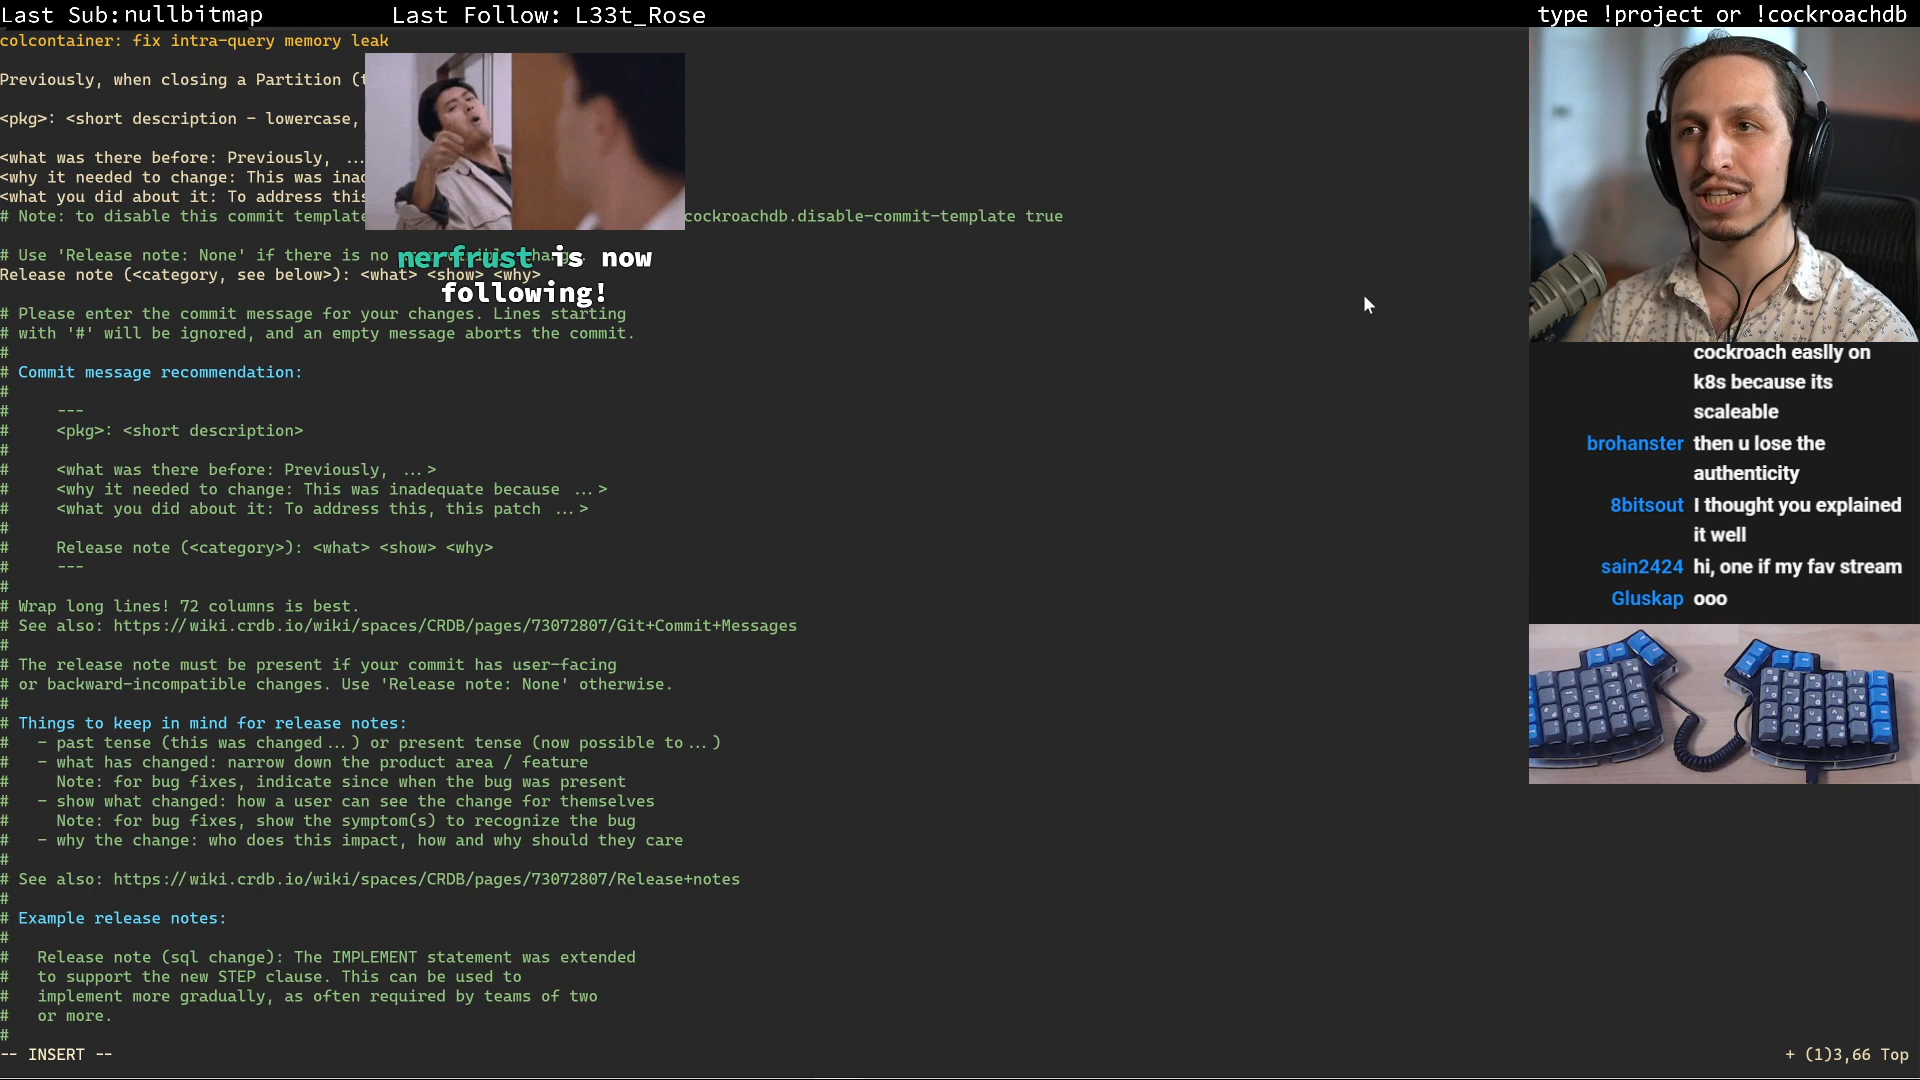 Last Sub:nullbitmap
Last Follow: L33t_Rose
type !project or !cockroachdb
colcontainer: fix intra-query memory leak
Previously, when closing a Partition (
<pkg>: <short description - lowercase,
<what was there before: Previously, ...
<why it needed to change: This was
<what you did about it: To address this
# Note: to disable this commit template
cockroachdb.disable-commit-template true
# Use 'Release note: None' if there is no
nerfrust is now
following!
Release note (<category, see below>): <what> <show> <why>
# Please enter the commit message for your changes. Lines starting
# with '#' will be ignored, and an empty message aborts the commit.
#
# Commit message recommendation:
#
# ---
# <pkg>: <short description>
#
# <what was there before: Previously, ...>
# <why it needed to change: This was inadequate because ...>
# <what you did about it: To address this, this patch ...>
#
# Release note (<category>): <what> <show> <why>
# ---
#
# Wrap long lines! 72 columns is best.
# See also: https://wiki.crdb.io/wiki/spaces/CRDB/pages/73072807/Git+Commit+Messages
#
# The release note must be present if your commit has user-facing
# or backward-incompatible changes. Use 'Release note: None' otherwise.
#
# Things to keep in mind for release notes:
# - past tense (this was changed...) or present tense (now possible to...)
# - what has changed: narrow down the product area / feature
# Note: for bug fixes, indicate since when the bug was present
# - show what changed: how a user can see the change for themselves
# Note: for bug fixes, show the symptom(s) to recognize the bug
# - why the change: who does this impact, how and why should they care
#
# See also: https://wiki.crdb.io/wiki/spaces/CRDB/pages/73072807/Release+notes
#
# Example release notes:
#
# Release note (sql change): The IMPLEMENT statement was extended
# to support the new STEP clause. This can be used to
# implement more gradually, as often required by teams of two
# or more.
#
-- INSERT --
+ (1)3,66 Top
cockroach easlly on
k8s because its
scaleable
brohanster then u lose the
authenticity
8bitsout I thought you explained
it well
sain2424 hi, one if my fav stream
Gluskap ooo